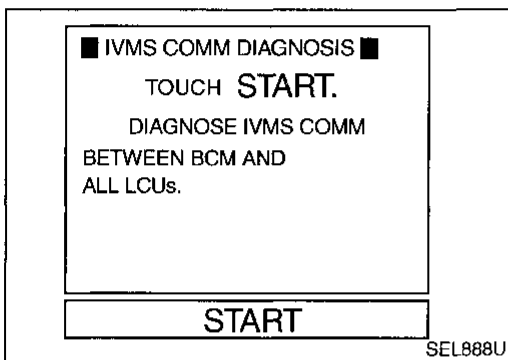 ■ IVMS COMM DIAGNOSIS ■
TOUCH START.
DIAGNOSE IVMS COMM
BETWEEN BCM AND
ALL LCUs.
START
SEL888U